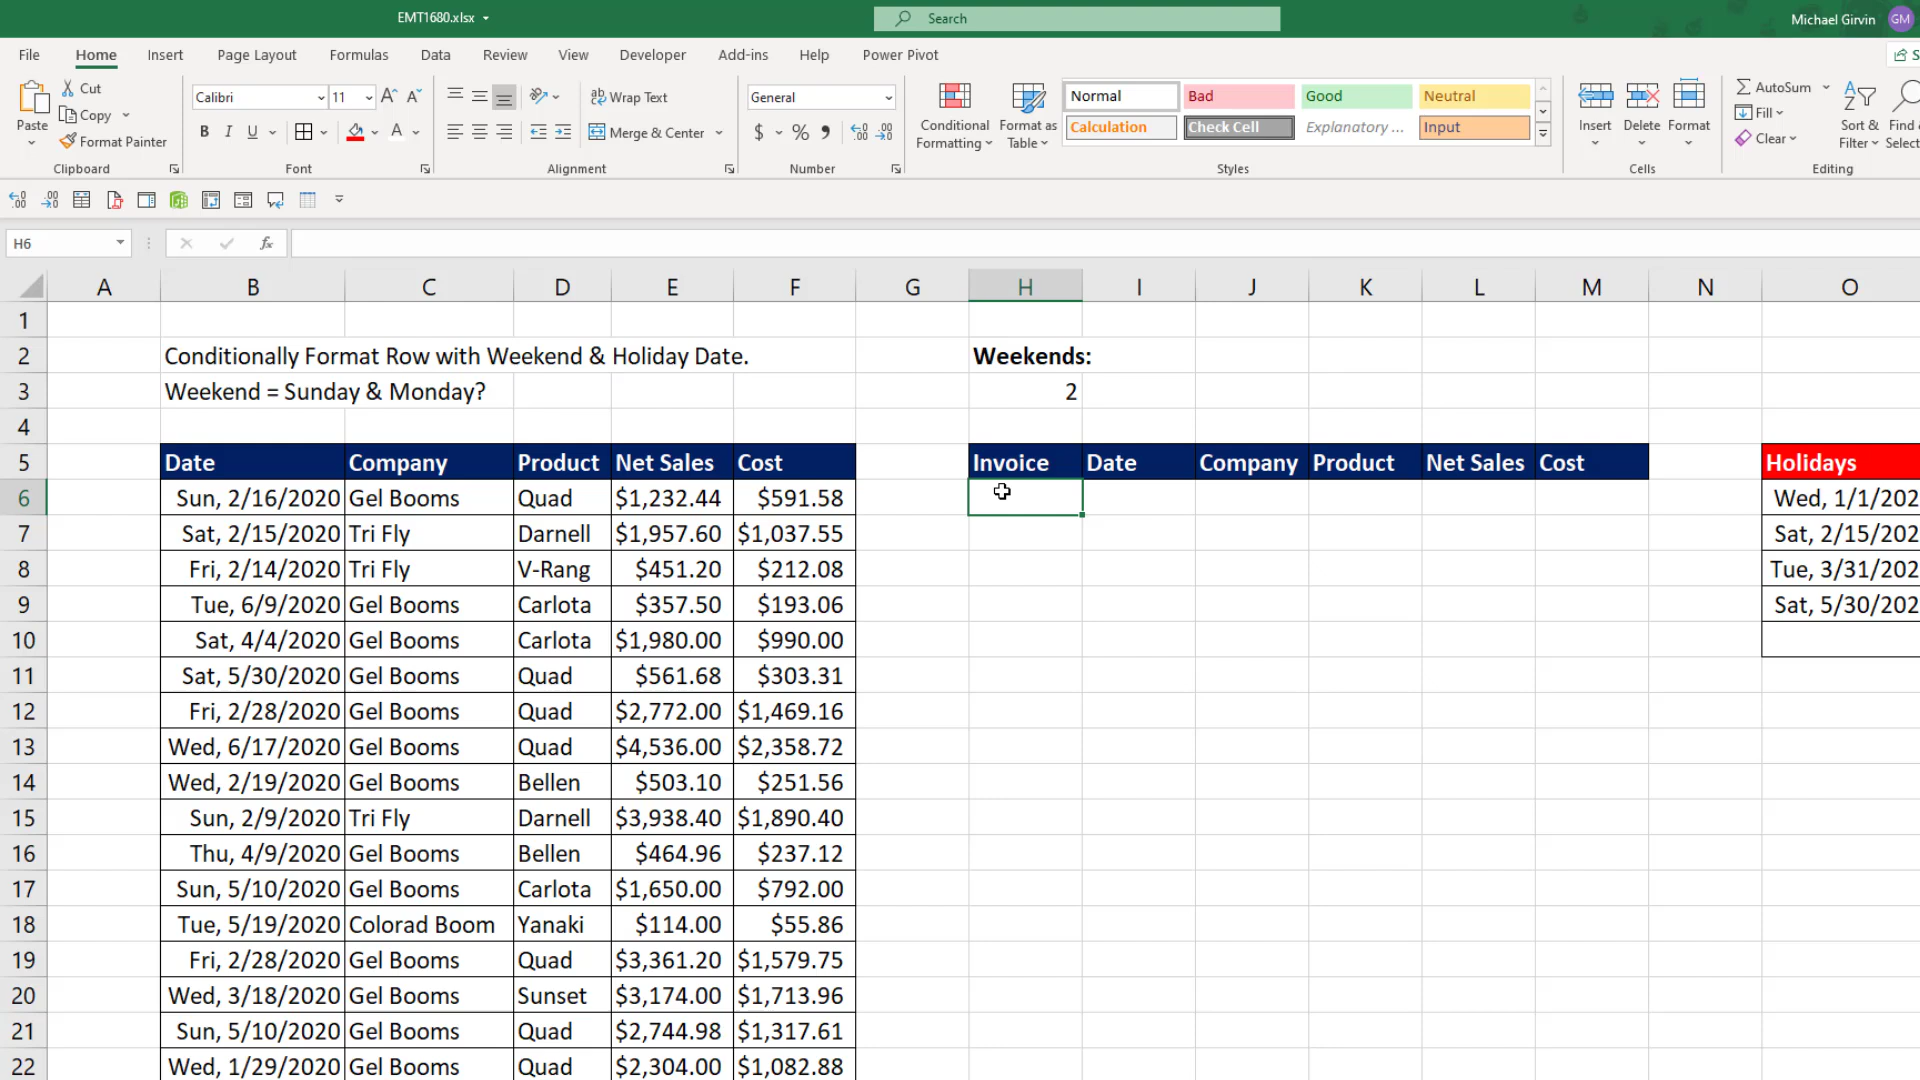 EMT1680.xlsx
Search
Michael Girvin GM
File Home Insert Page Layout Formulas Data Review View Developer Add-ins Help Power Pivot
Paste
Cut
Copy
Format Painter
Clipboard
Calibri 11
B I U
Font
Wrap Text
Merge & Center
Alignment
General
$ % ,
Number
Conditional Formatting
Format as Table
Normal Bad Good Neutral
Calculation Check Cell Explanatory ... Input
Styles
Insert Delete Format
Cells
AutoSum
Fill
Clear
Sort & Filter
Find & Select
Editing
H6
fx
A B C D E F G H I J K L M N O
1
2 Conditionally Format Row with Weekend & Holiday Date. Weekends:
3 Weekend = Sunday & Monday? 2
4
5 Date Company Product Net Sales Cost Invoice Date Company Product Net Sales Cost Holidays
6 Sun, 2/16/2020 Gel Booms Quad $1,232.44 $591.58 Wed, 1/1/202
7 Sat, 2/15/2020 Tri Fly Darnell $1,957.60 $1,037.55 Sat, 2/15/202
8 Fri, 2/14/2020 Tri Fly V-Rang $451.20 $212.08 Tue, 3/31/202
9 Tue, 6/9/2020 Gel Booms Carlota $357.50 $193.06 Sat, 5/30/202
10 Sat, 4/4/2020 Gel Booms Carlota $1,980.00 $990.00
11 Sat, 5/30/2020 Gel Booms Quad $561.68 $303.31
12 Fri, 2/28/2020 Gel Booms Quad $2,772.00 $1,469.16
13 Wed, 6/17/2020 Gel Booms Quad $4,536.00 $2,358.72
14 Wed, 2/19/2020 Gel Booms Bellen $503.10 $251.56
15 Sun, 2/9/2020 Tri Fly Darnell $3,938.40 $1,890.40
16 Thu, 4/9/2020 Gel Booms Bellen $464.96 $237.12
17 Sun, 5/10/2020 Gel Booms Carlota $1,650.00 $792.00
18 Tue, 5/19/2020 Colorad Boom Yanaki $114.00 $55.86
19 Fri, 2/28/2020 Gel Booms Quad $3,361.20 $1,579.75
20 Wed, 3/18/2020 Gel Booms Sunset $3,174.00 $1,713.96
21 Sun, 5/10/2020 Gel Booms Quad $2,744.98 $1,317.61
22 Wed, 1/29/2020 Gel Booms Quad $2,304.00 $1,082.88